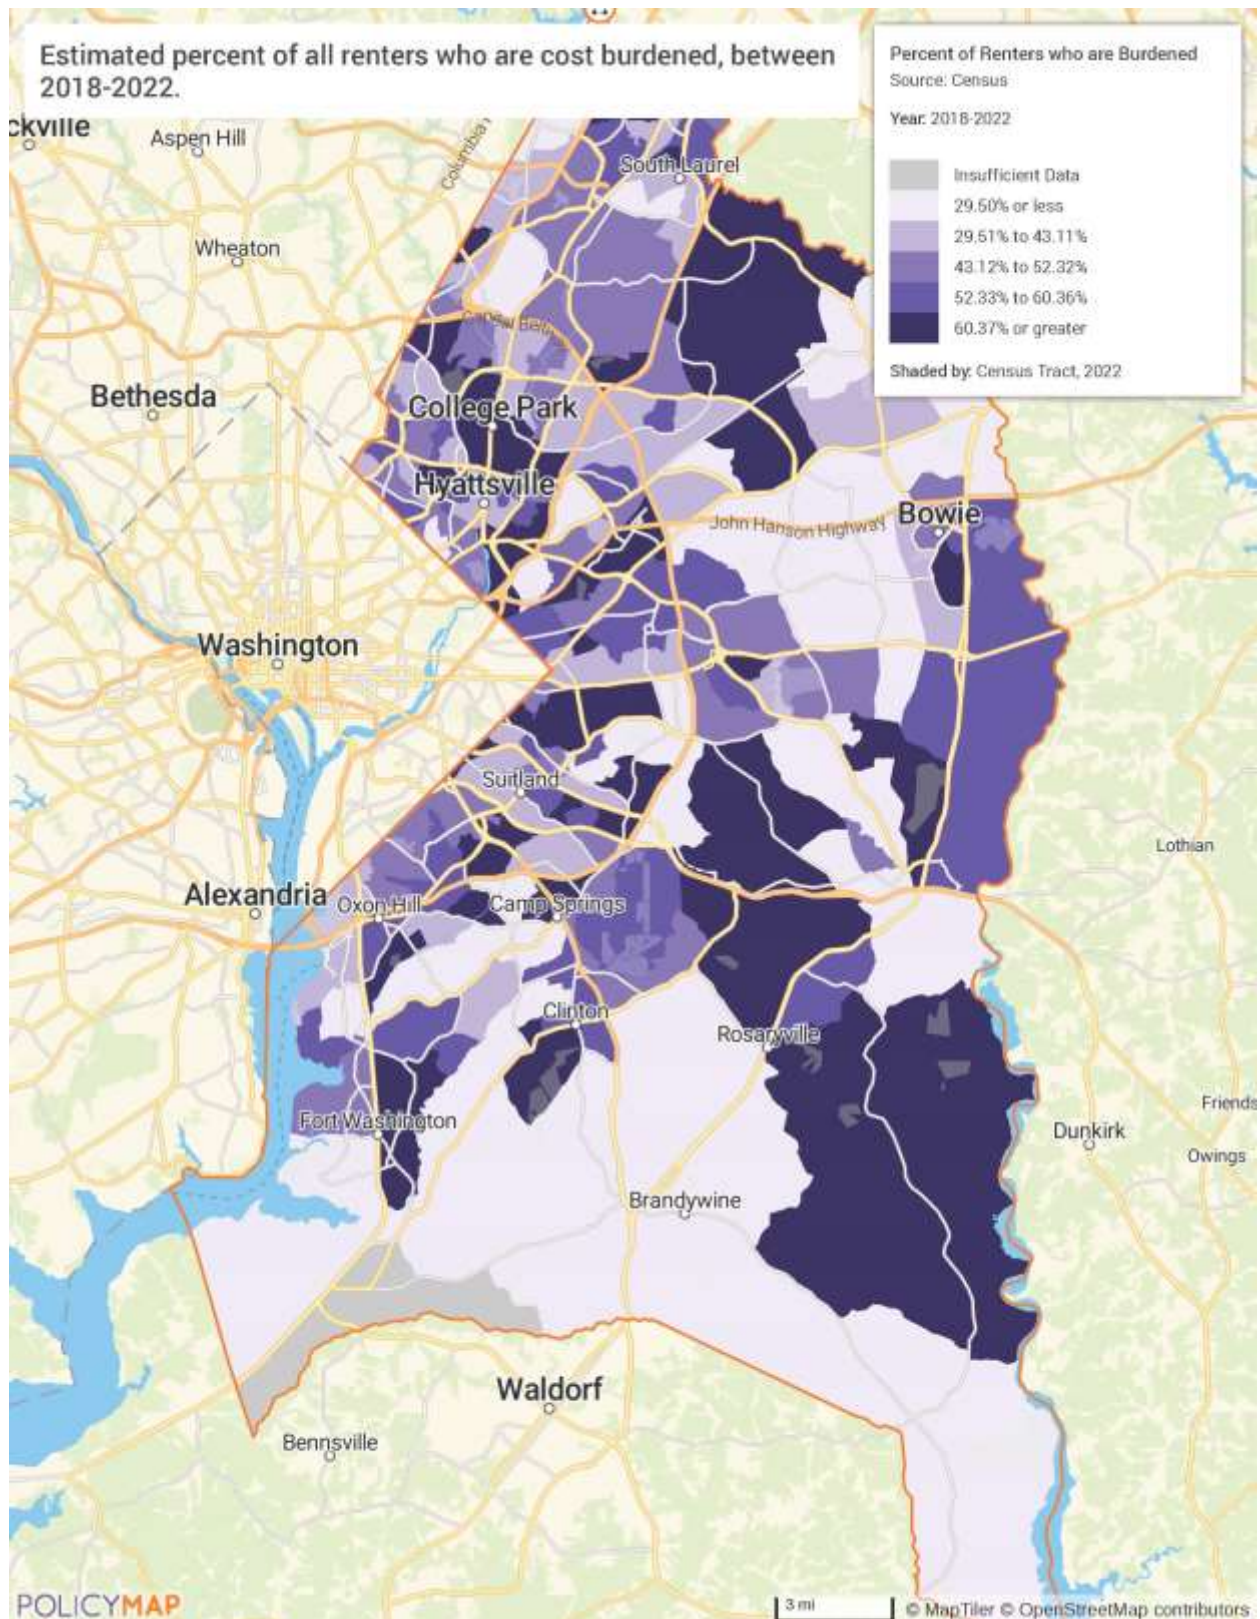 Estimated percent of all renters who are cost burdened, between
2018-2022.
Percent of Renters who are Burdened
Source: Census
Year: 2018-2022
Insufficient Data
29.50% or less
29.51% to 43.11%
43.12% to 52.32%
52.33% to 60.36%
60.37% or greater
Shaded by: Census Tract, 2022
ckville
Aspen Hill
Columbia
South Laurel
Wheaton
Capital Beltw
Bethesda
College Park
Hyattsville
John Hanson Highway
Bowie
Washington
Suitland
Lothian
Alexandria
Oxon Hill
Camp Springs
Clinton
Rosaryville
Fort Washington
Dunkirk
Friends
Owings
Brandywine
Waldorf
Bennsville
POLICYMAP
3 mi
© MapTiler © OpenStreetMap contributors